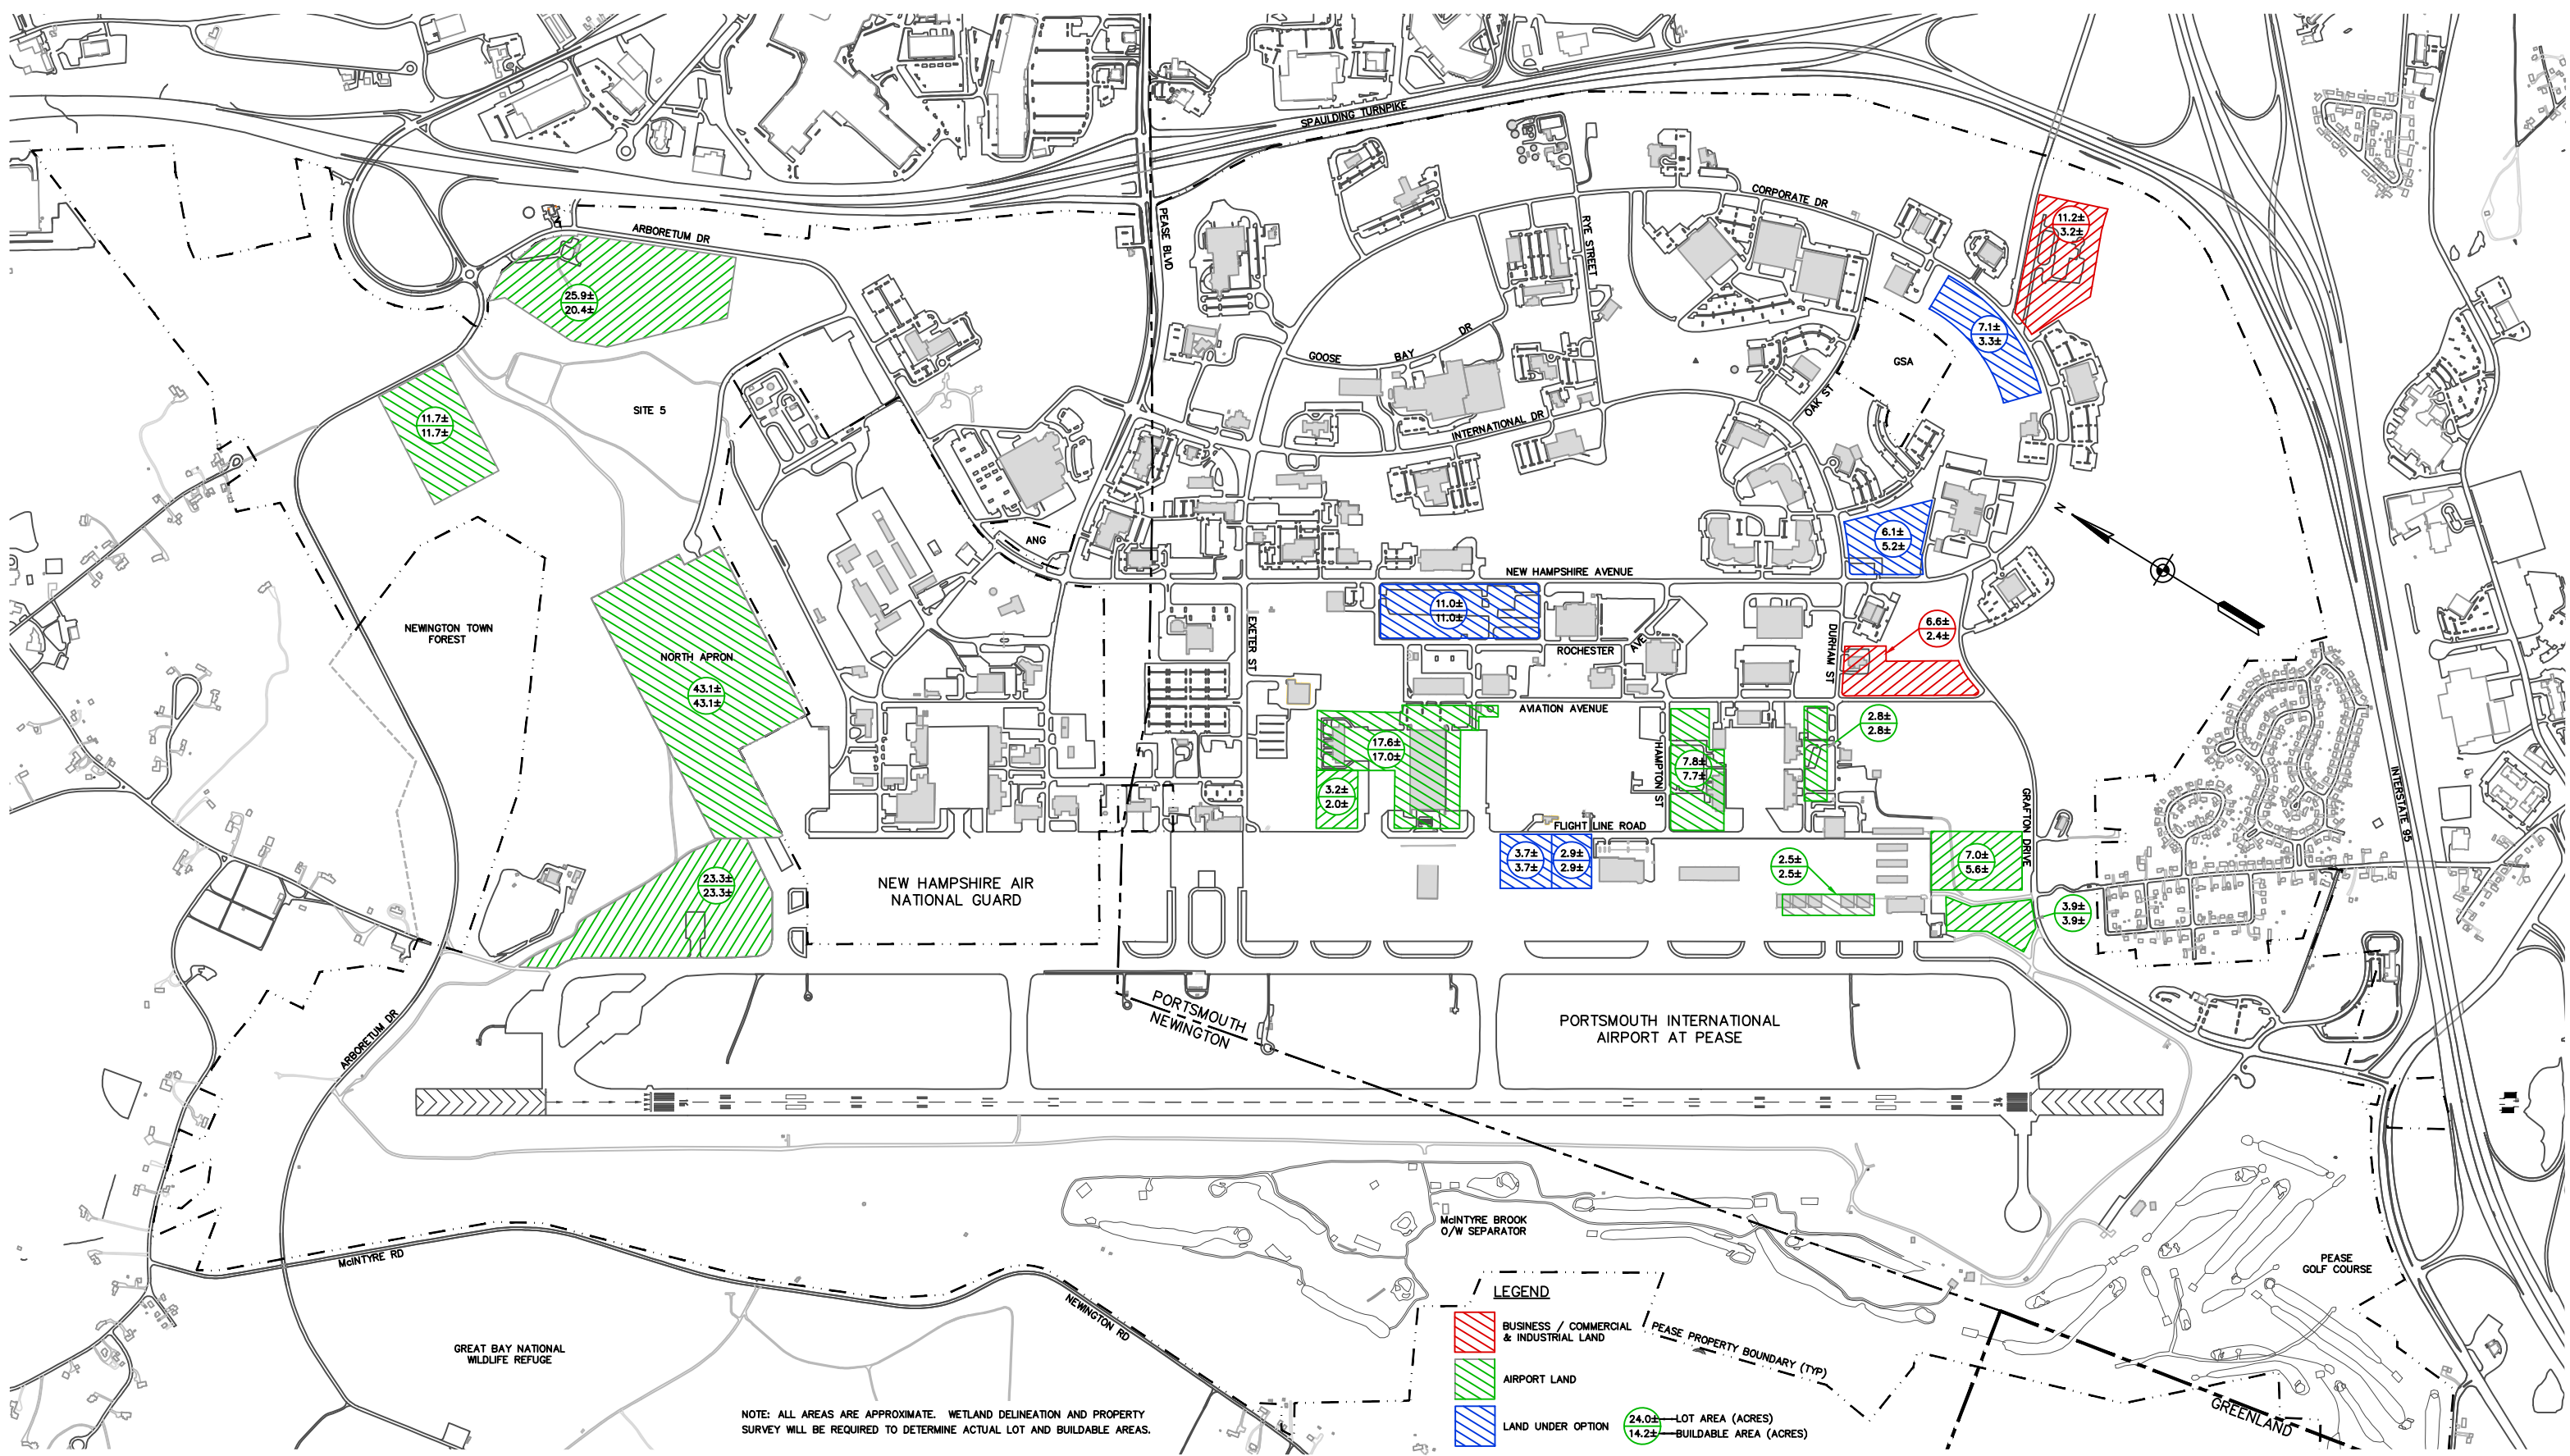 SPAULDING TURNPIKE
PEASE BLVD
ARBORETUM DR
CORPORATE DR
RYE STREET
11.2±
3.2±
25.9±
20.4±
7.1±
3.3±
GOOSE BAY DR
GSA
OAK ST
SITE 5
11.7±
11.7±
INTERNATIONAL DR
N
ANG
6.1±
5.2±
NEW HAMPSHIRE AVENUE
11.0±
11.0±
NEWINGTON TOWN
FOREST
EXETER ST
ROCHESTER AVE
DURHAM ST
6.6±
2.4±
NORTH APRON
43.1±
43.1±
AVIATION AVENUE
2.8±
2.8±
17.6±
17.0±
HAMPTON ST
7.8±
7.7±
3.2±
2.0±
INTERSTATE 95
GRAFTON DRIVE
FLIGHT LINE ROAD
3.7±
3.7±
2.9±
2.9±
2.5±
2.5±
7.0±
5.6±
23.3±
23.3±
NEW HAMPSHIRE AIR
NATIONAL GUARD
3.9±
3.9±
PORTSMOUTH
NEWINGTON
PORTSMOUTH INTERNATIONAL
AIRPORT AT PEASE
ARBORETUM DR
34
McINTYRE BROOK
O/W SEPARATOR
McINTYRE RD
PEASE
GOLF COURSE
NEWINGTON RD
GREAT BAY NATIONAL
WILDLIFE REFUGE
LEGEND
BUSINESS / COMMERCIAL
& INDUSTRIAL LAND
AIRPORT LAND
LAND UNDER OPTION
24.0± LOT AREA (ACRES)
14.2± BUILDABLE AREA (ACRES)
PEASE PROPERTY BOUNDARY (TYP)
GREENLAND
NOTE: ALL AREAS ARE APPROXIMATE. WETLAND DELINEATION AND PROPERTY
SURVEY WILL BE REQUIRED TO DETERMINE ACTUAL LOT AND BUILDABLE AREAS.